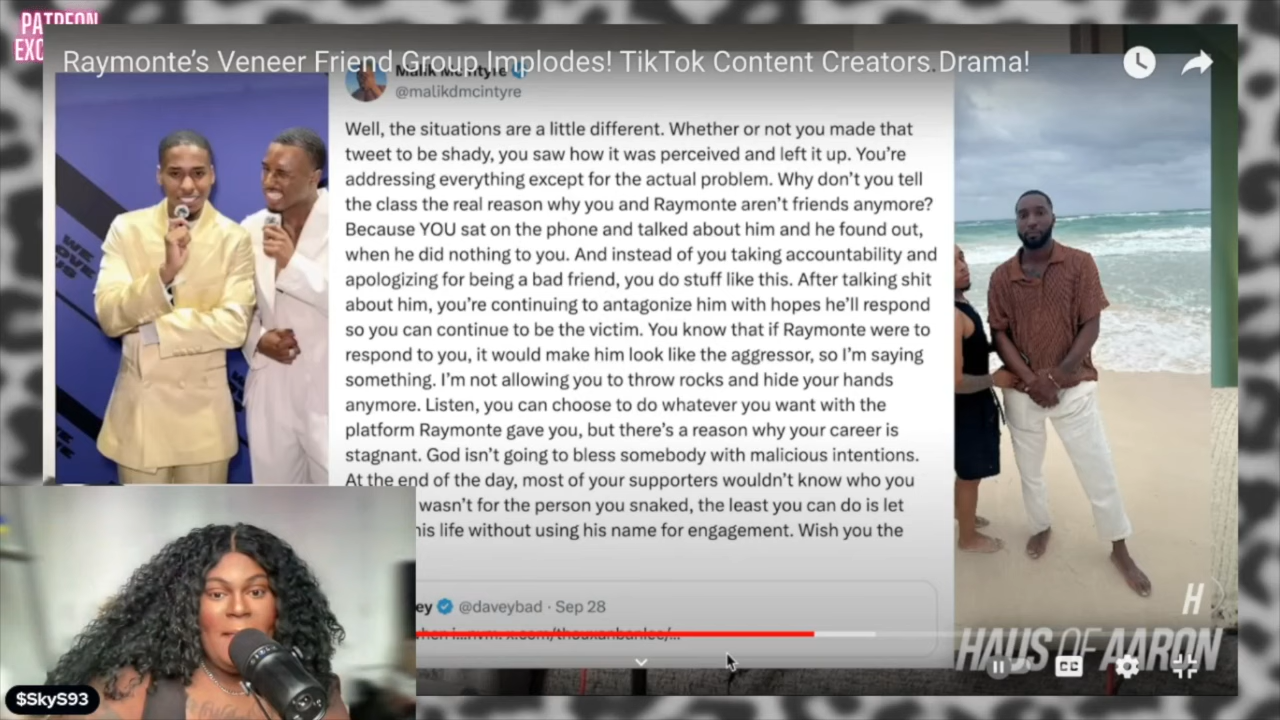 PATREON
Raymonte's Veneer Friend Group Implodes! TikTok Content Creators Drama!
Malik McIntyre
@malikdmcintyre
Well, the situations are a little different. Whether or not you made that
tweet to be shady, you saw how it was perceived and left it up. You're
addressing everything except for the actual problem. Why don't you tell
the class the real reason why you and Raymonte aren't friends anymore?
Because YOU sat on the phone and talked about him and he found out,
when he did nothing to you. And instead of you taking accountability and
apologizing for being a bad friend, you do stuff like this. After talking shit
about him, you're continuing to antagonize him with hopes he'll respond
so you can continue to be the victim. You know that if Raymonte were to
respond to you, it would make him look like the aggressor, so I'm saying
something. I'm not allowing you to throw rocks and hide your hands
anymore. Listen, you can choose to do whatever you want with the
platform Raymonte gave you, but there's a reason why your career is
stagnant. God isn't going to bless somebody with malicious intentions.
At the end of the day, most of your supporters wouldn't know who you
wasn't for the person you snaked, the least you can do is let
his life without using his name for engagement. Wish you the
ey @daveybad · Sep 28
WE
LOVE
US
H
HAUS OF AARON
CC
$SkyS93